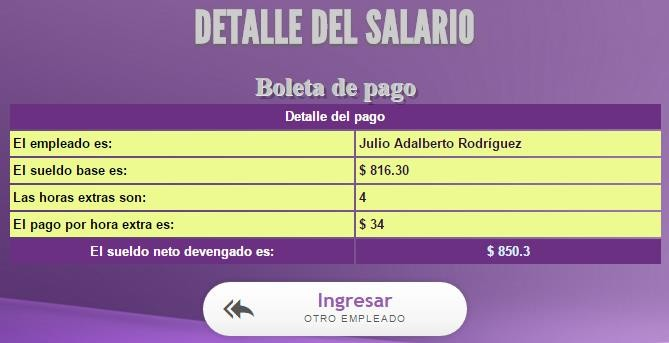 DETALLE DEL SALARIO
Boleta de pago
Detalle del pago
El empleado es: Julio Adalberto Rodríguez
El sueldo base es: $ 816.30
Las horas extras son: 4
El pago por hora extra es: $ 34
El sueldo neto devengado es: $ 850.3
Ingresar
OTRO EMPLEADO